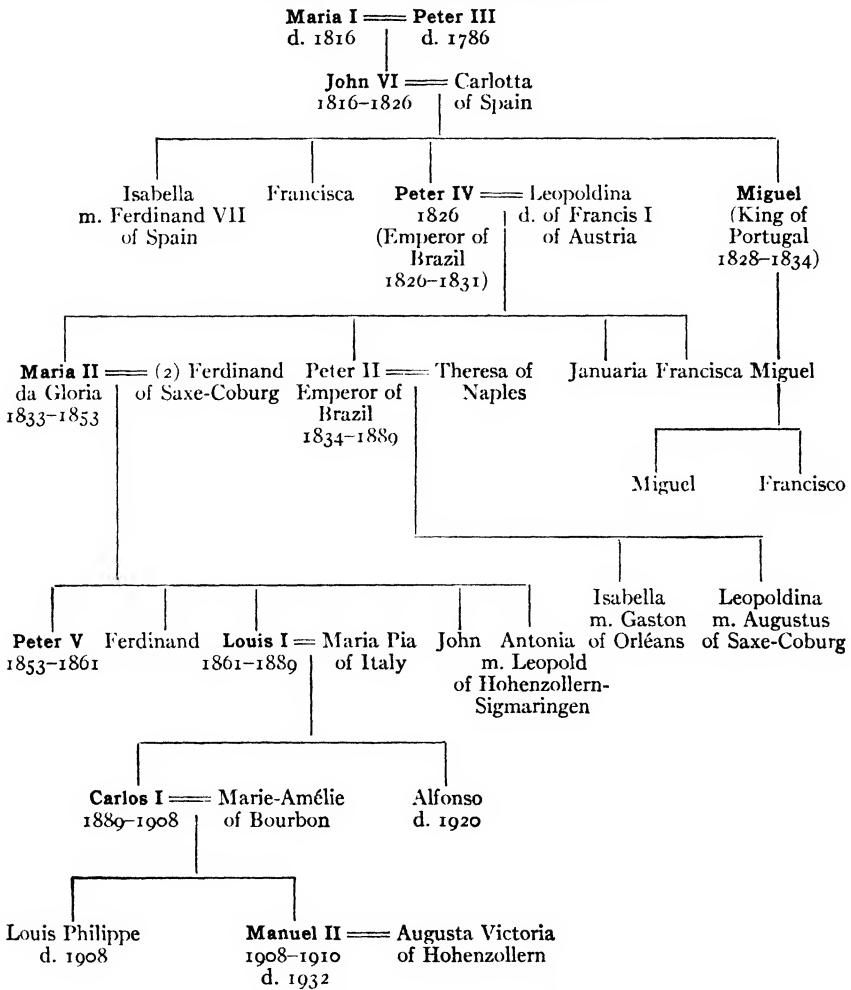 Maria I Peter III
d. 1816 d. 1786
John VI Carlotta
1816–1826 of Spain
Isabella
m. Ferdinand VII
of Spain
Francisca
Peter IV
1826
(Emperor of
Brazil
1826–1831)
Leopoldina
d. of Francis I
of Austria
Miguel
(King of
Portugal
1828–1834)
Maria II
da Gloria
1833–1853
(2) Ferdinand
of Saxe-Coburg
Peter II
Emperor of
Brazil
1834–1889
Theresa of
Naples
Januaria Francisca Miguel
Miguel Francisco
Isabella
m. Gaston
of Orléans
Leopoldina
m. Augustus
of Saxe-Coburg
Peter V
1853–1861
Ferdinand
Louis I
1861–1889
Maria Pia
of Italy
John
Antonia
m. Leopold
of Hohenzollern-
Sigmaringen
Carlos I
1889–1908
Marie-Amélie
of Bourbon
Alfonso
d. 1920
Louis Philippe
d. 1908
Manuel II
1908–1910
d. 1932
Augusta Victoria
of Hohenzollern